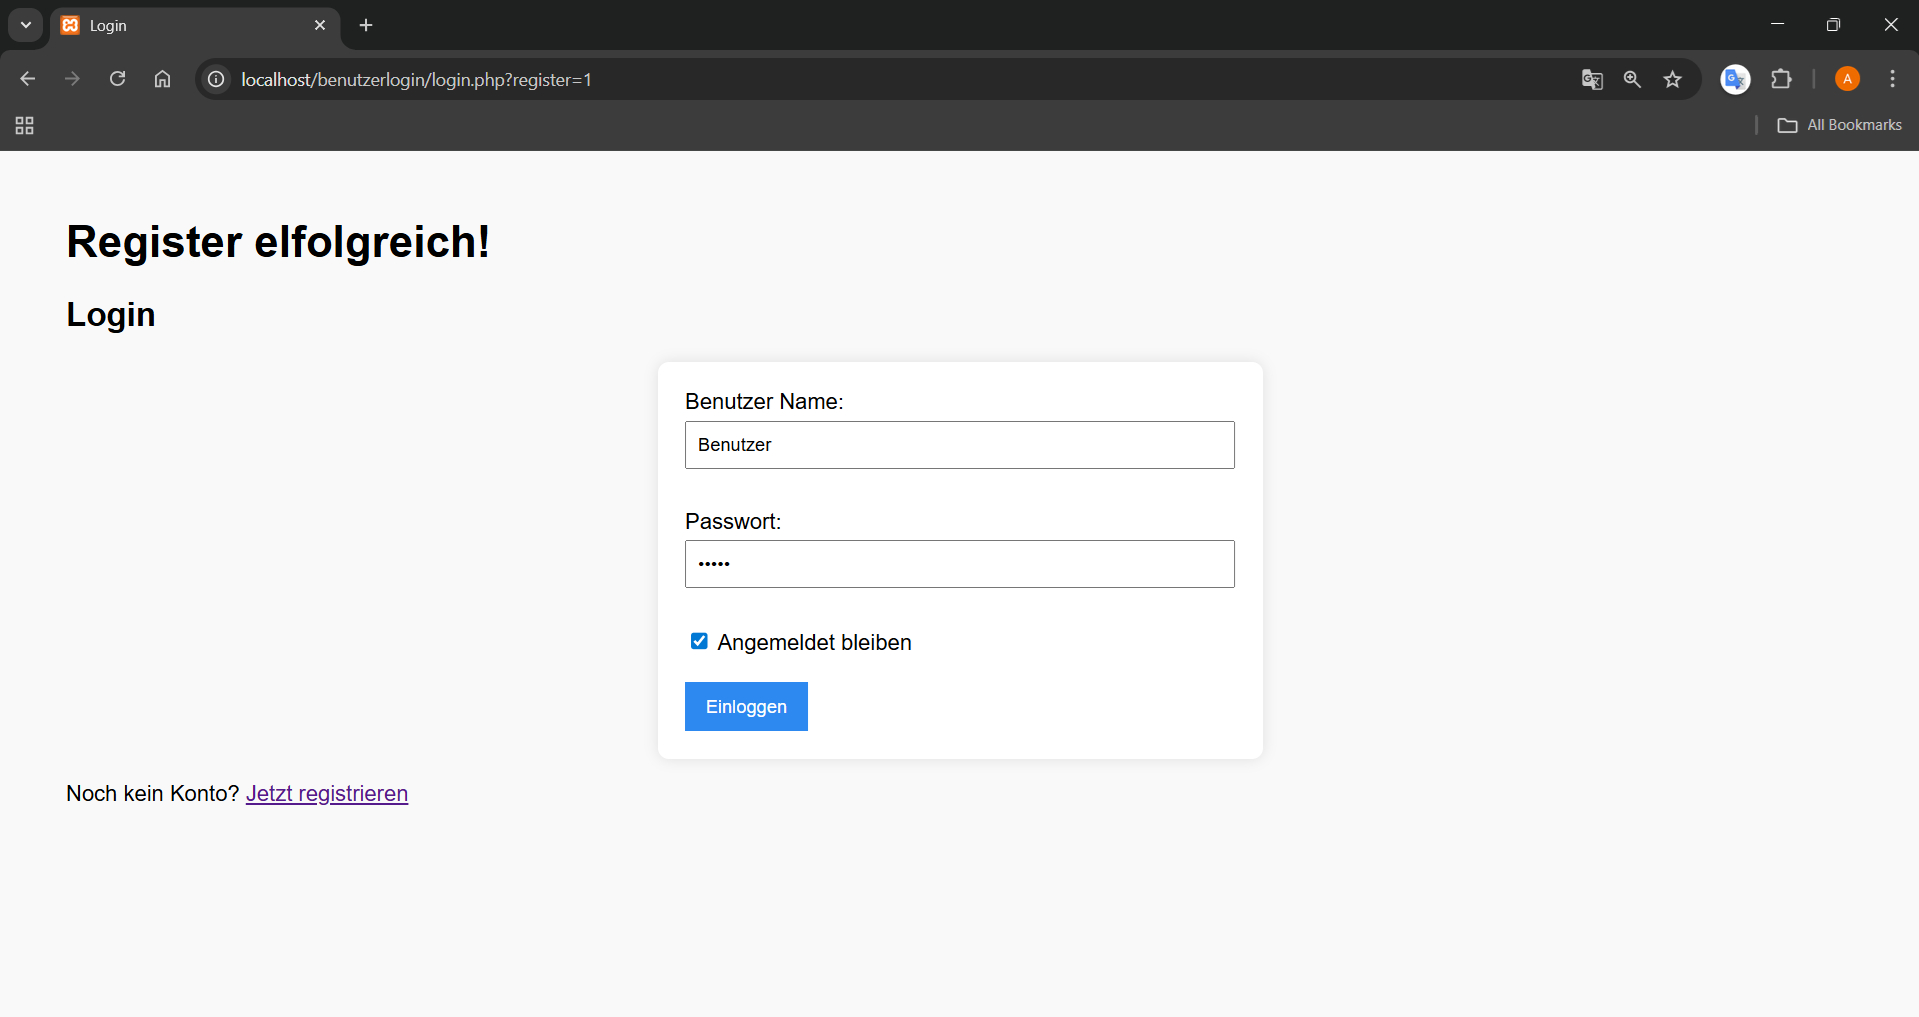 Login
localhost/benutzerlogin/login.php?register=1
A
All Bookmarks
Register elfolgreich!
Login
Benutzer Name:
Benutzer
Passwort:
•••••
Angemeldet bleiben
Einloggen
Noch kein Konto? Jetzt registrieren